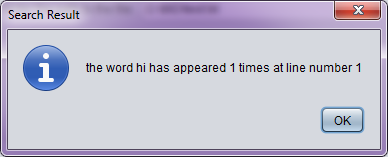 Search Result
the word hi has appeared 1 times at line number 1
OK